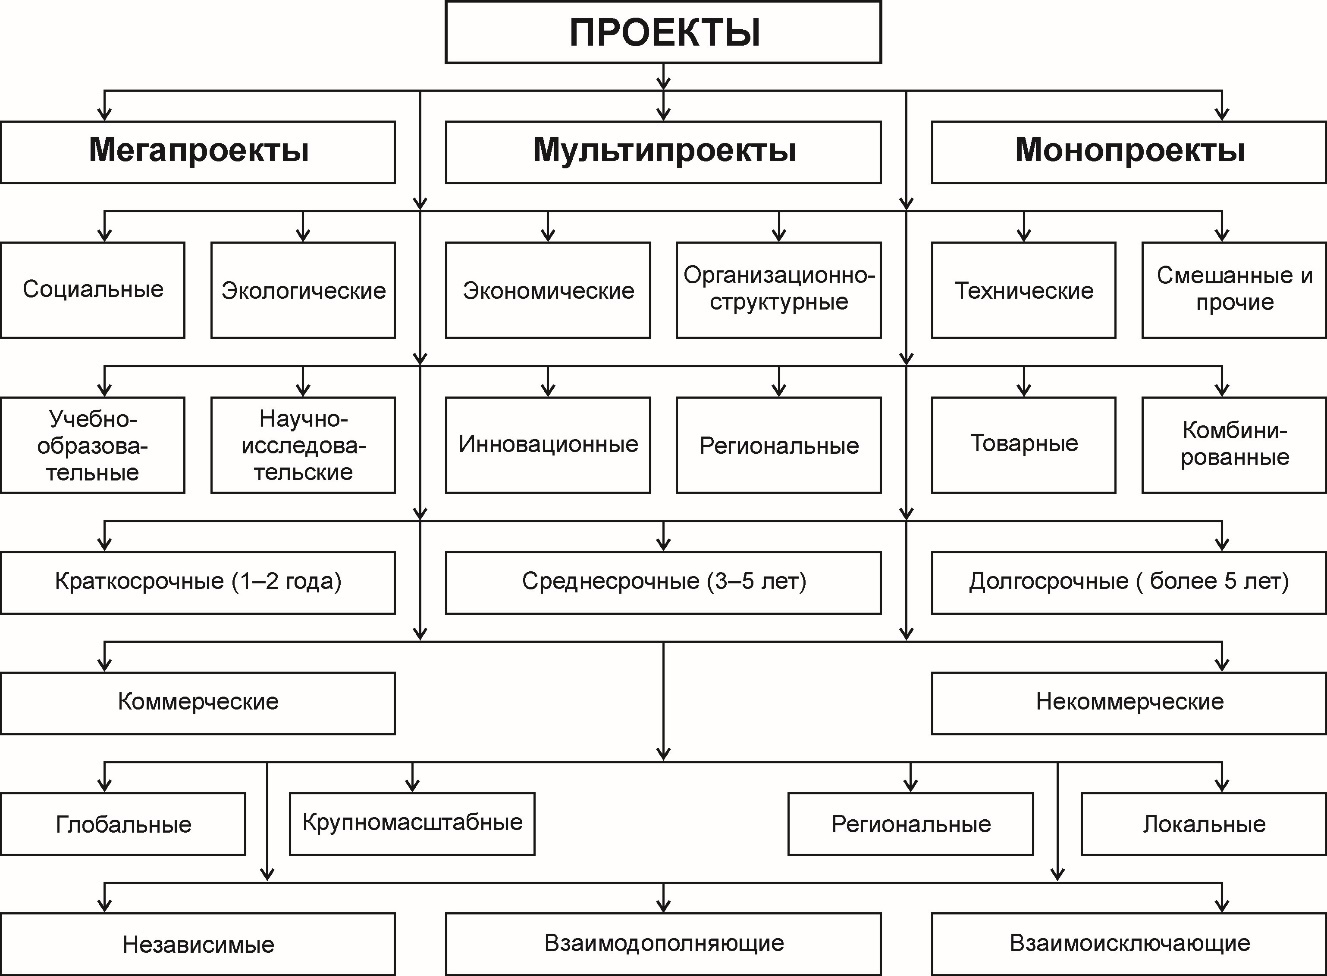 ПРОЕКТЫ
Мегапроекты
Мультипроекты
Монопроекты
Социальные
Экологические
Экономические
Организационно-
структурные
Технические
Смешанные и
прочие
Учебно-
образова-
тельные
Научно-
исследова-
тельские
Инновационные
Региональные
Товарные
Комбини-
рованные
Краткосрочные (1–2 года)
Среднесрочные (3–5 лет)
Долгосрочные ( более 5 лет)
Коммерческие
Некоммерческие
Глобальные
Крупномасштабные
Региональные
Локальные
Независимые
Взаимодополняющие
Взаимоисключающие